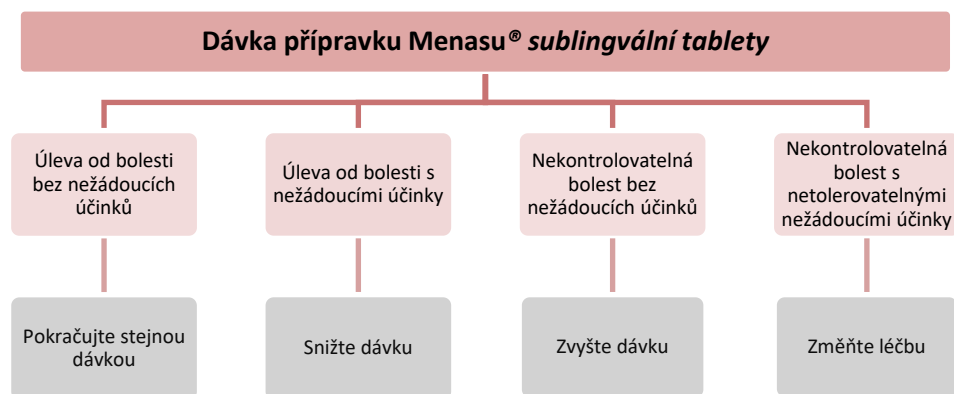 Dávka přípravku Menasu® sublingvální tablety
Úleva od bolesti
bez nežádoucích
účinků
Úleva od bolesti s
nežádoucími účinky
Nekontrolovatelná
bolest bez
nežádoucích účinků
Nekontrolovatelná
bolest s
netolerovatelnými
nežádoucími účinky
Pokračujte stejnou
dávkou
Snižte dávku
Zvyšte dávku
Změňte léčbu